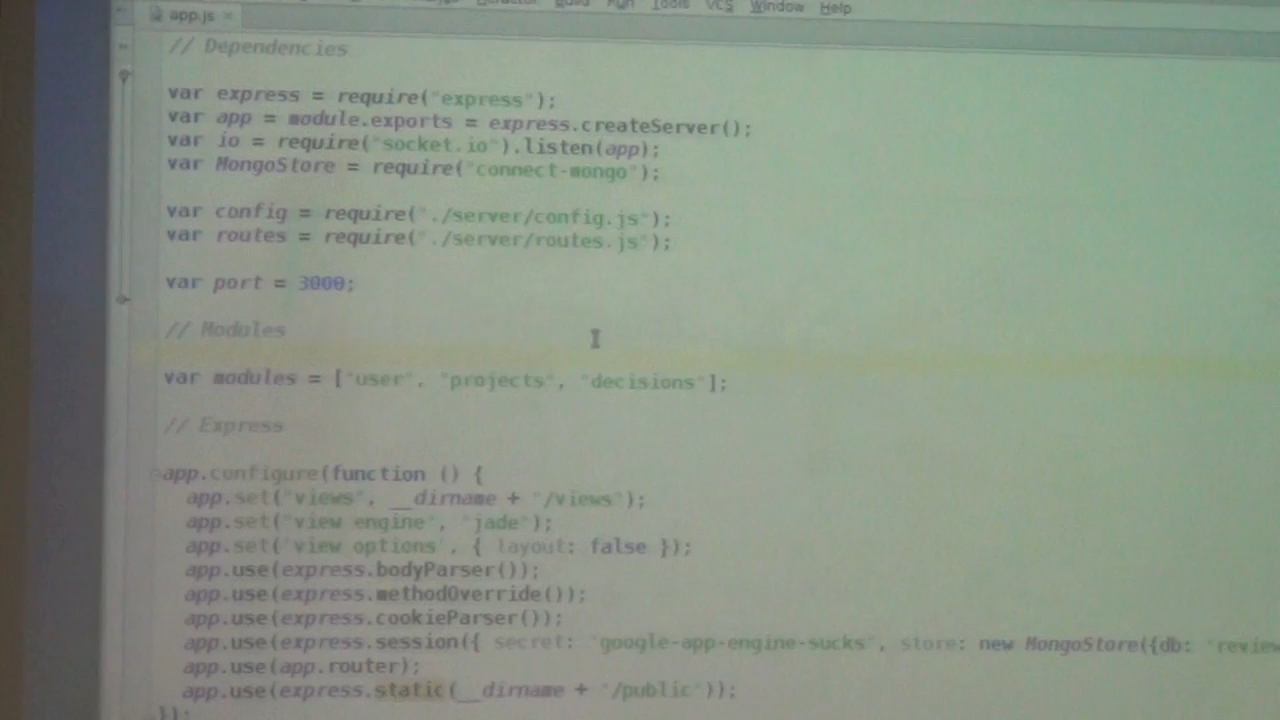 Refactor Build Run Tools VCS Window Help
app.js
// Dependencies
var express = require("express");
var app = module.exports = express.createServer();
var io = require("socket.io").listen(app);
var MongoStore = require("connect-mongo");
var config = require("./server/config.js");
var routes = require("./server/routes.js");
var port = 3000;
// Modules
var modules = ["user", "projects", "decisions"];
// Express
app.configure(function () {
app.set("views", __dirname + "/views");
app.set("view engine", "jade");
app.set('view options', { layout: false });
app.use(express.bodyParser());
app.use(express.methodOverride());
app.use(express.cookieParser());
app.use(express.session({ secret: "google-app-engine-sucks", store: new MongoStore({db: "review
app.use(app.router);
app.use(express.static(__dirname + "/public"));
});